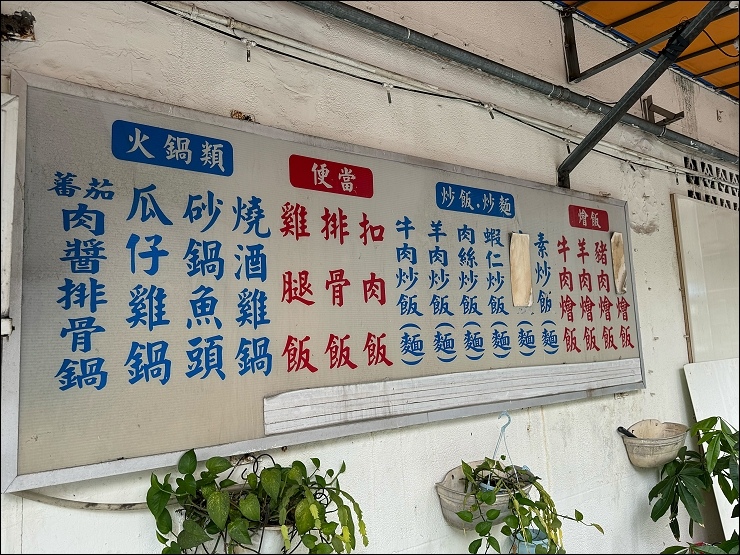 火鍋類
蕃茄
肉醬排骨鍋
瓜仔雞鍋
砂鍋魚頭
燒酒雞鍋
便當
雞腿飯
排骨飯
扣肉飯
炒飯.炒麵
牛肉炒飯(麵)
羊肉炒飯(麵)
肉絲炒飯(麵)
蝦仁炒飯(麵)
(麵)
素炒飯(麵)
燴飯
牛肉燴飯
羊肉燴飯
豬肉燴飯
燴飯